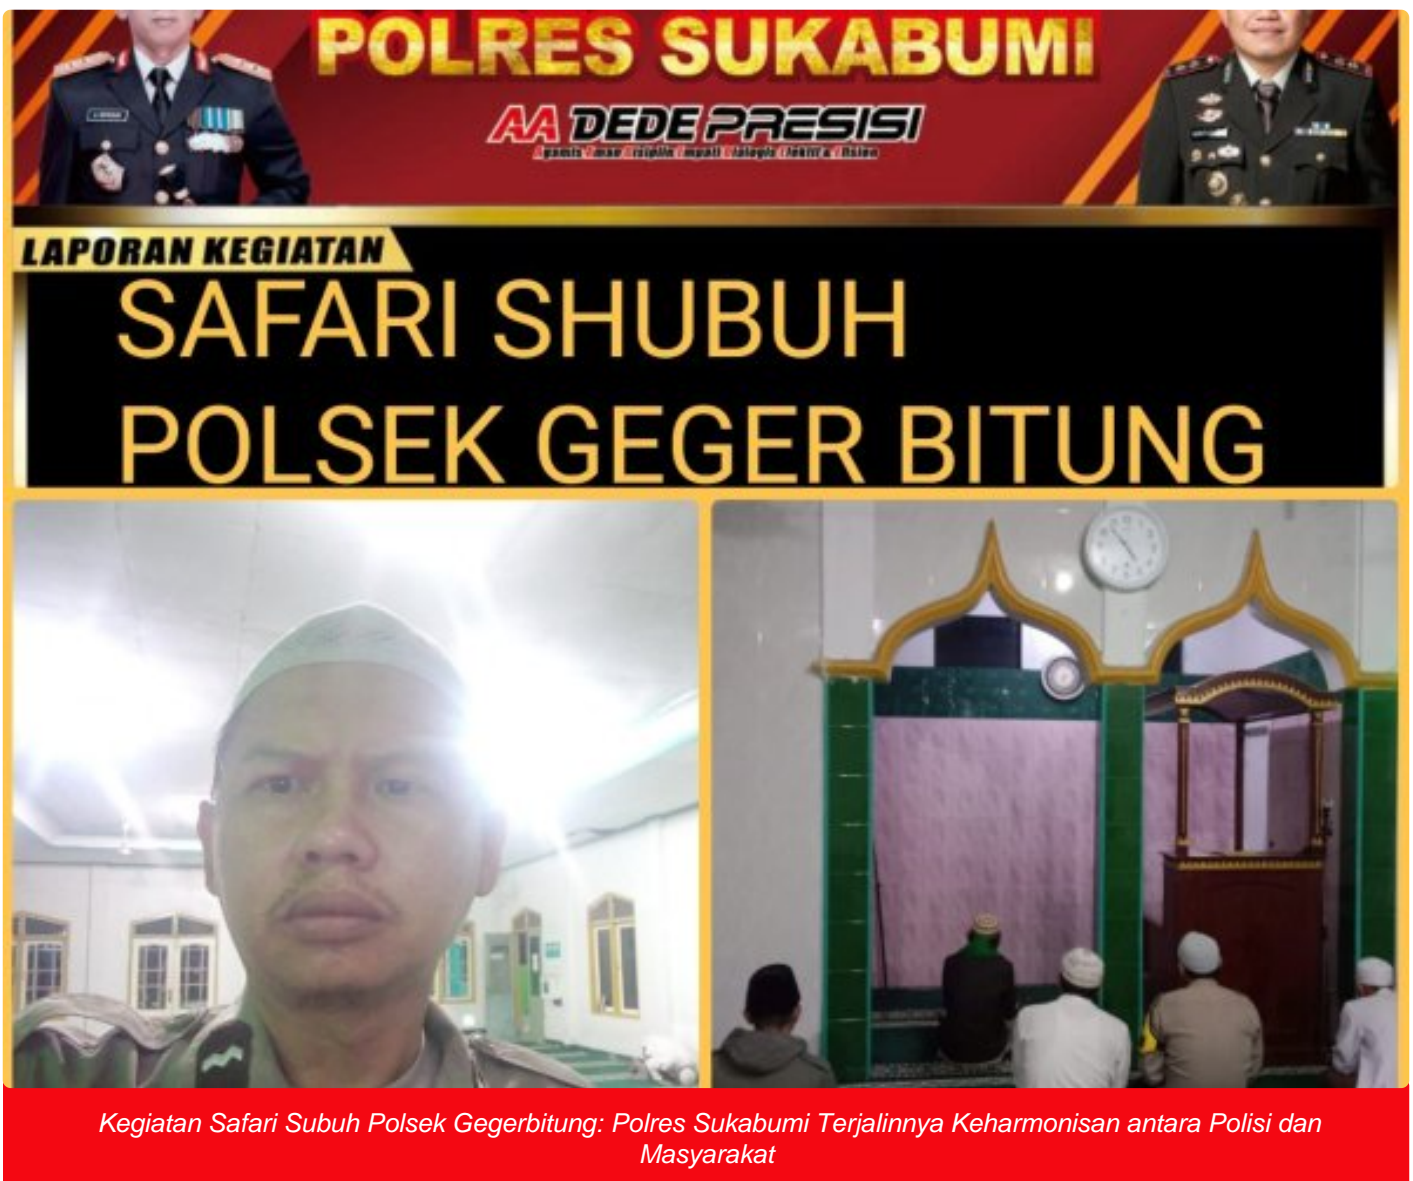 POLRES SUKABUMI
AA DEDE PRESISI
LAPORAN KEGIATAN
SAFARI SHUBUH
POLSEK GEGER BITUNG
Kegiatan Safari Subuh Polsek Gegerbitung: Polres Sukabumi Terjalinnya Keharmonisan antara Polisi dan
Masyarakat